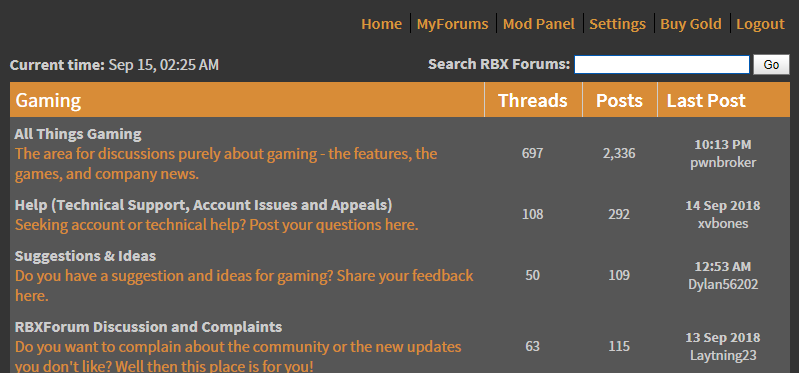 Home MyForums Mod Panel Settings Buy Gold Logout
Current time: Sep 15, 02:25 AM Search RBX Forums: Go
Gaming Threads Posts Last Post
All Things Gaming
The area for discussions purely about gaming - the features, the
games, and company news.
697 2,336 10:13 PM
pwnbroker
Help (Technical Support, Account Issues and Appeals)
Seeking account or technical help? Post your questions here.
108 292 14 Sep 2018
xvbones
Suggestions & Ideas
Do you have a suggestion and ideas for gaming? Share your feedback
here.
50 109 12:53 AM
Dylan56202
RBXForum Discussion and Complaints
Do you want to complain about the community or the new updates
you don't like? Well then this place is for you!
63 115 13 Sep 2018
Laytning23